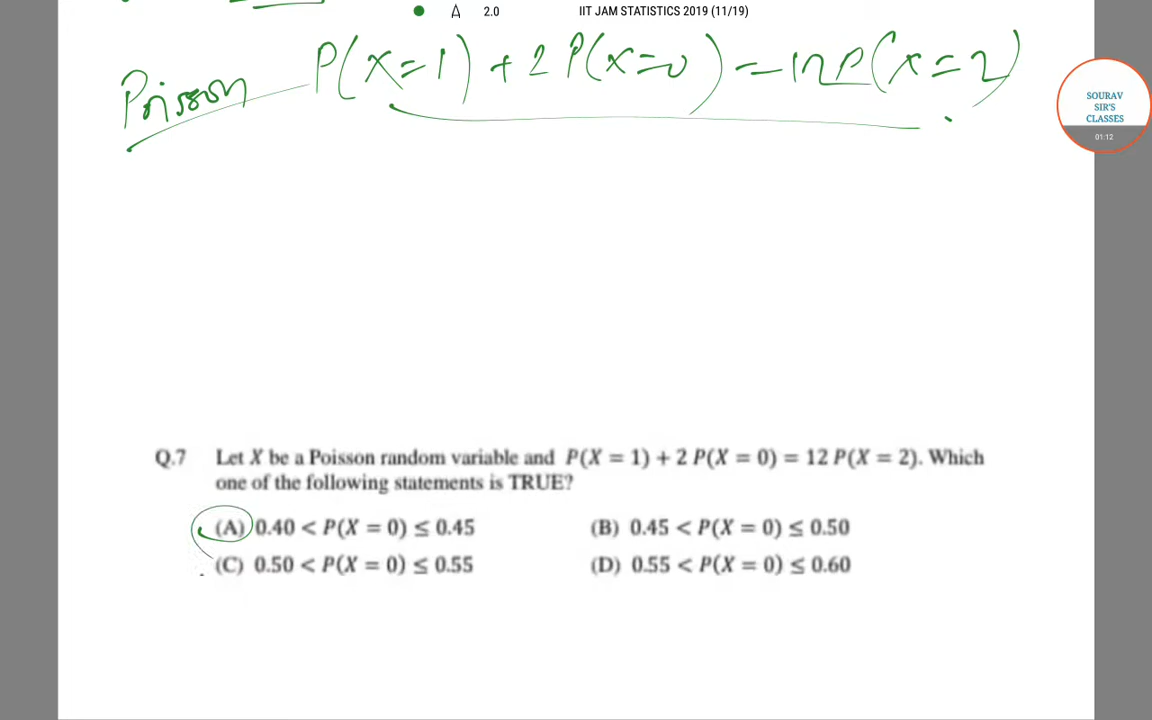 A 2.0 IIT JAM STATISTICS 2019 (11/19)
Poisson P(X=1) + 2 P(X=0) = 12 P(X=2)
SOURAV
SIR'S
CLASSES
01:12
Q.7 Let X be a Poisson random variable and P(X = 1) + 2 P(X = 0) = 12 P(X = 2). Which
one of the following statements is TRUE?
(A) 0.40 < P(X = 0) ≤ 0.45 (B) 0.45 < P(X = 0) ≤ 0.50
(C) 0.50 < P(X = 0) ≤ 0.55 (D) 0.55 < P(X = 0) ≤ 0.60